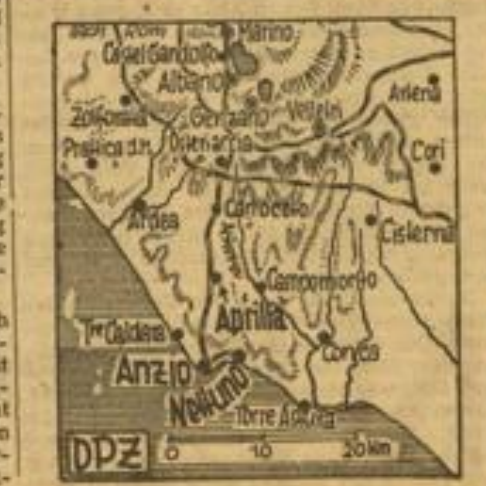 Marino
Castel Gandolfo
Albano
Genzano
Velletri
Artena
Pratica d.M.
Cori
Ardea
Carroceto
Cisterna
Campomorto
Aprilia
Tre Caldera
Anzio
Conca
Nettuno
Torre Astura
DPZ 0 10 20 km